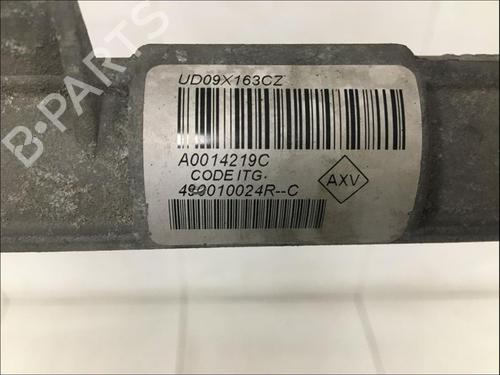 B-PARTS
UD09X163CZ
A0014219C
CODE ITG.
490010024R--C
AXV